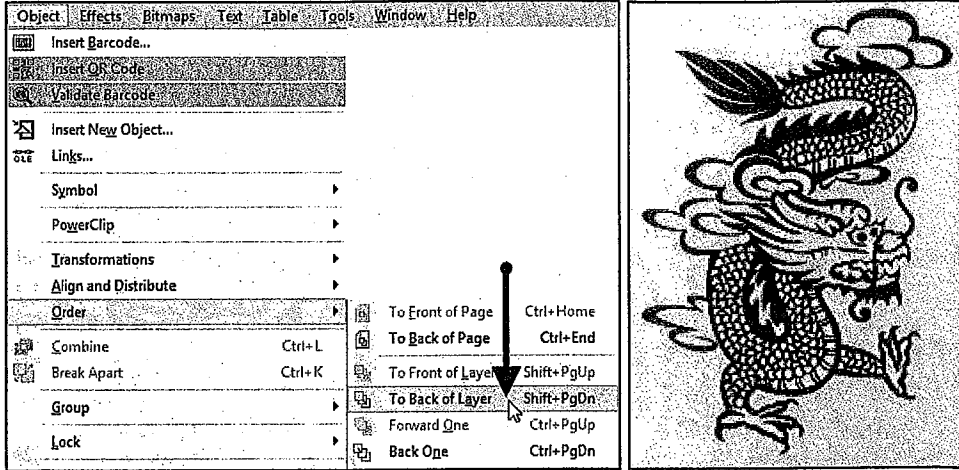 Object Effects Bitmaps Text Table Tools Window Help
Insert Barcode...
Insert QR Code
Validate Barcode
Insert New Object...
Links...
Symbol
PowerClip
Transformations
Align and Distribute
Order
To Front of Page Ctrl+Home
To Back of Page Ctrl+End
Combine Ctrl+L
To Front of Layer Shift+PgUp
Break Apart Ctrl+K
To Back of Layer Shift+PgDn
Group
Forward One Ctrl+PgUp
Lock
Back One Ctrl+PgDn